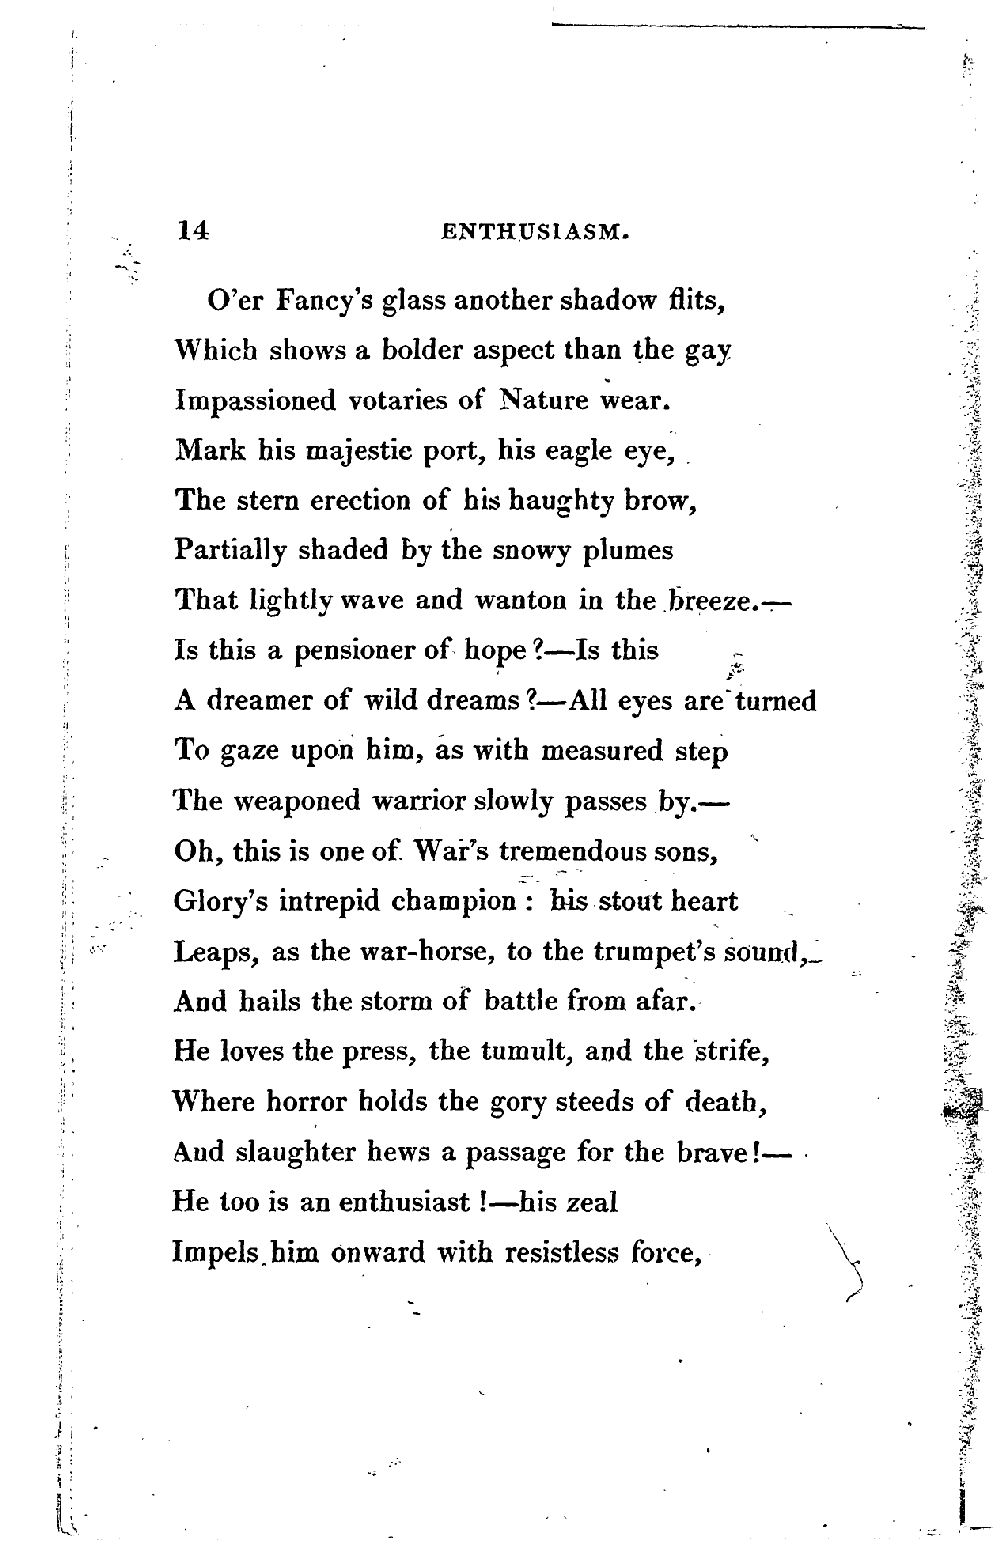 14 ENTHUSIASM.
O'er Fancy's glass another shadow flits,
Which shows a bolder aspect than the gay
Impassioned votaries of Nature wear.
Mark his majestic port, his eagle eye,
The stern erection of his haughty brow,
Partially shaded by the snowy plumes
That lightly wave and wanton in the breeze.—
Is this a pensioner of hope?—Is this
A dreamer of wild dreams?—All eyes are turned
To gaze upon him, as with measured step
The weaponed warrior slowly passes by.—
Oh, this is one of War's tremendous sons,
Glory's intrepid champion: his stout heart
Leaps, as the war-horse, to the trumpet's sound,
And hails the storm of battle from afar.
He loves the press, the tumult, and the strife,
Where horror holds the gory steeds of death,
And slaughter hews a passage for the brave!—
He too is an enthusiast!—his zeal
Impels him onward with resistless force,